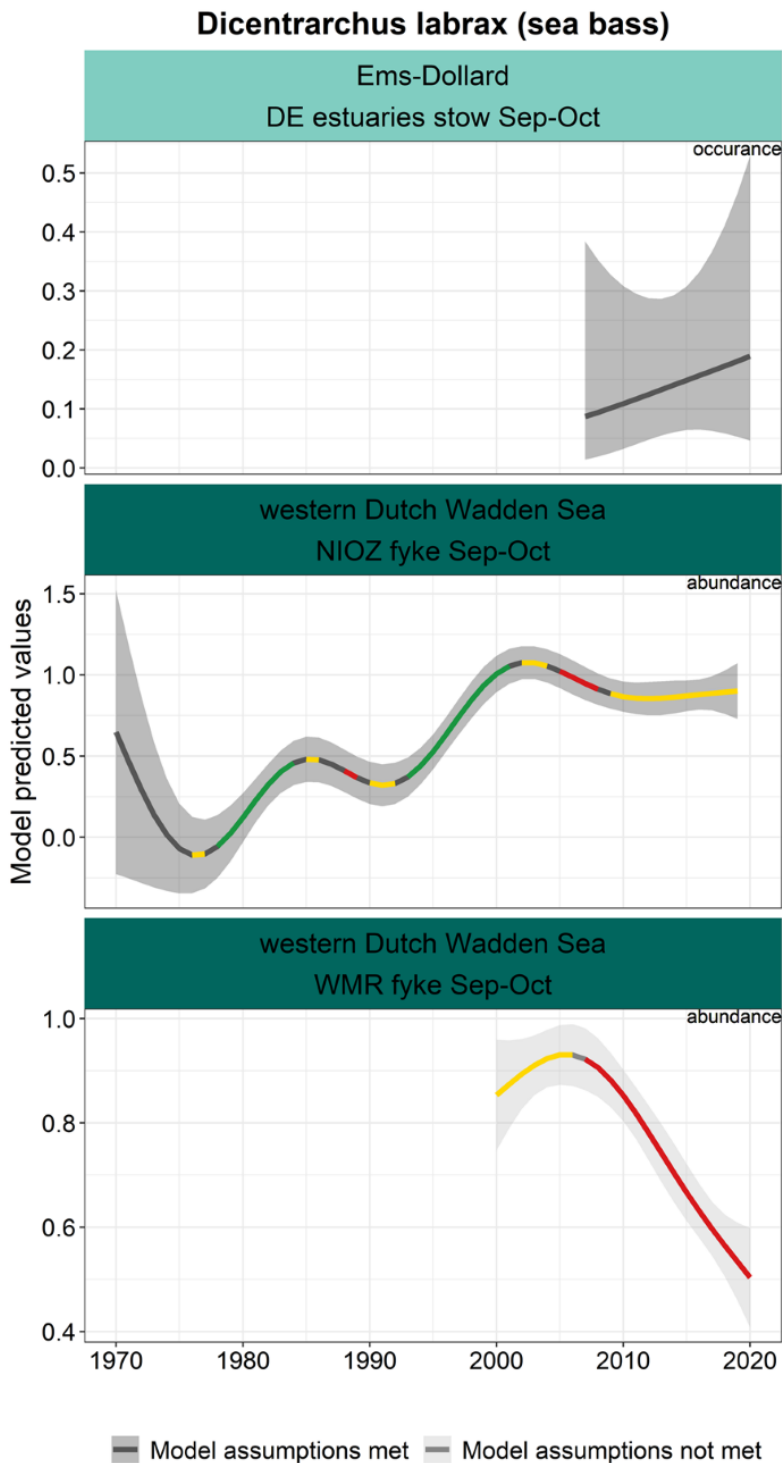 Dicentrarchus labrax (sea bass)
Ems-Dollard
DE estuaries stow Sep-Oct
occurance
0.5
0.4
0.3
0.2
0.1
0.0
western Dutch Wadden Sea
NIOZ fyke Sep-Oct
abundance
1.5
1.0
0.5
0.0
Model predicted values
western Dutch Wadden Sea
WMR fyke Sep-Oct
abundance
1.0
0.8
0.6
0.4
1970 1980 1990 2000 2010 2020
Model assumptions met Model assumptions not met